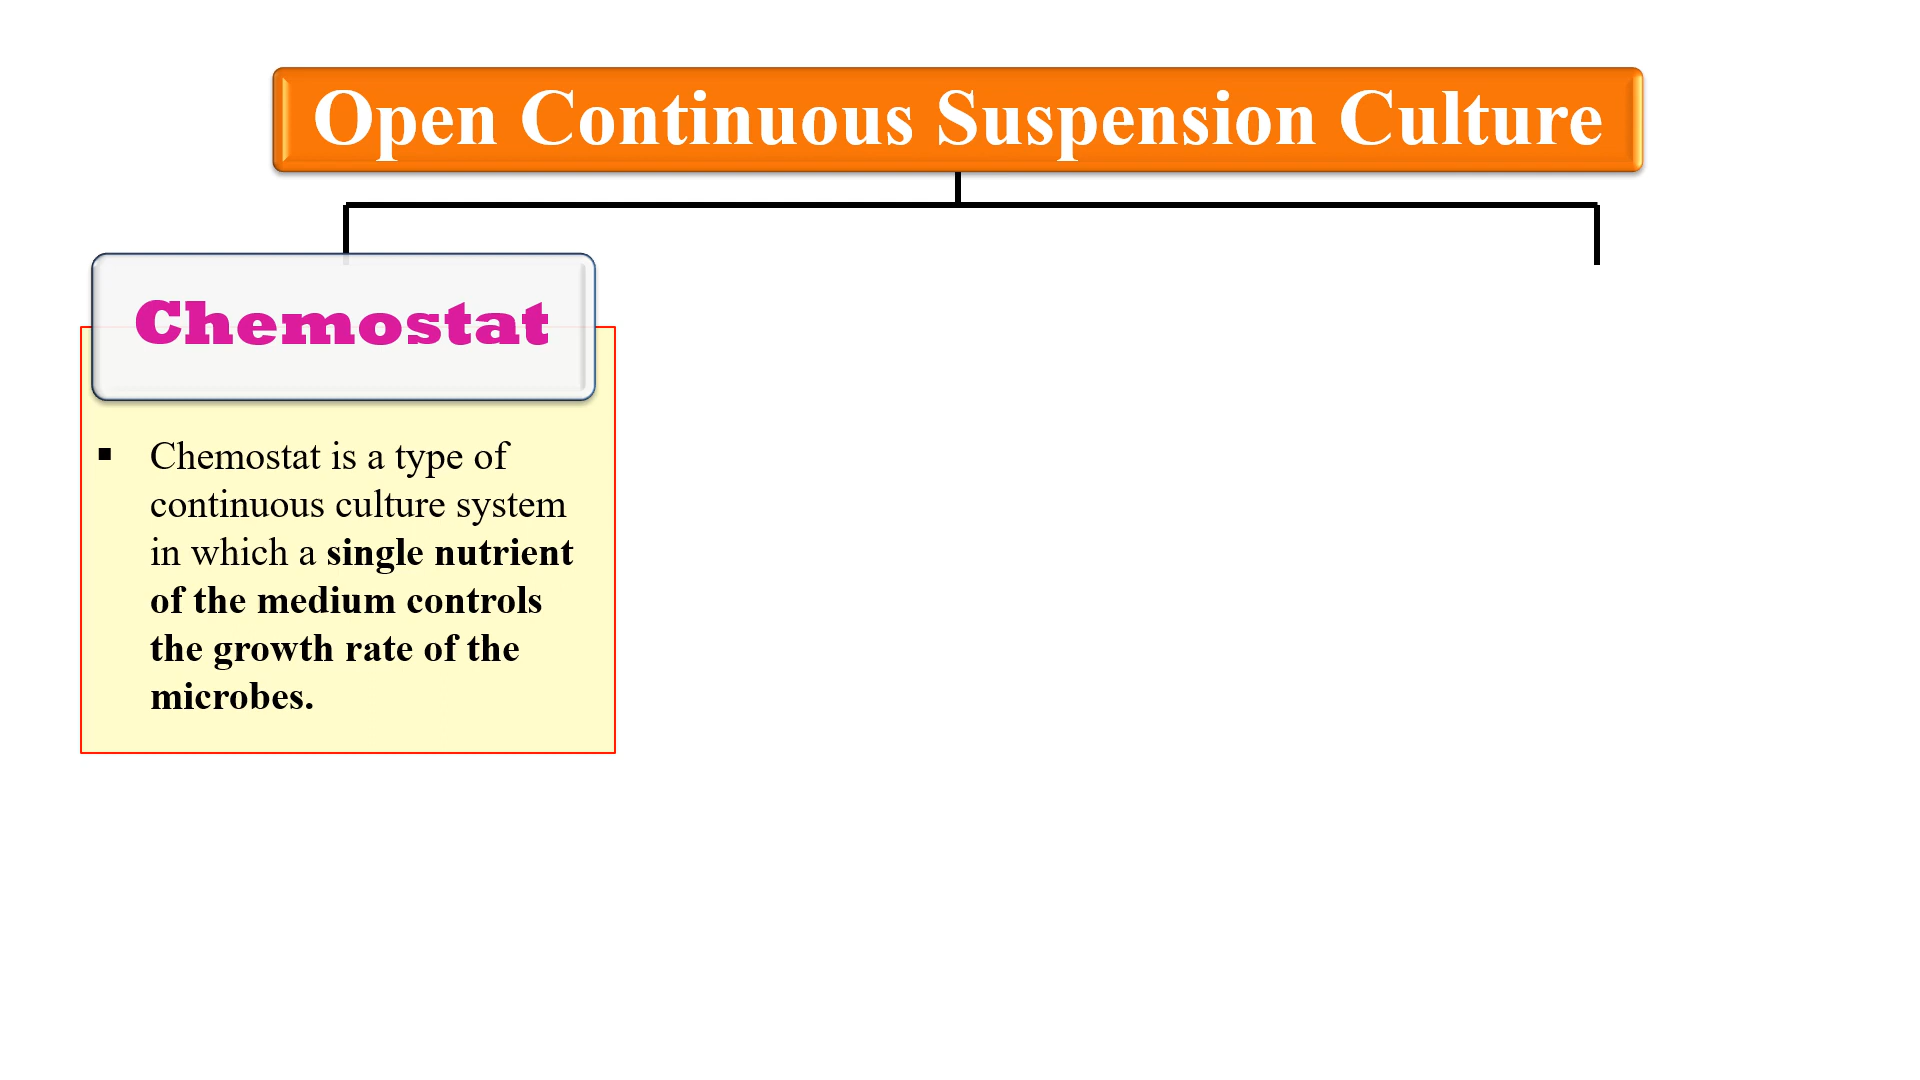 Open Continuous Suspension Culture
Chemostat
▪ Chemostat is a type of
continuous culture system
in which a single nutrient
of the medium controls
the growth rate of the
microbes.